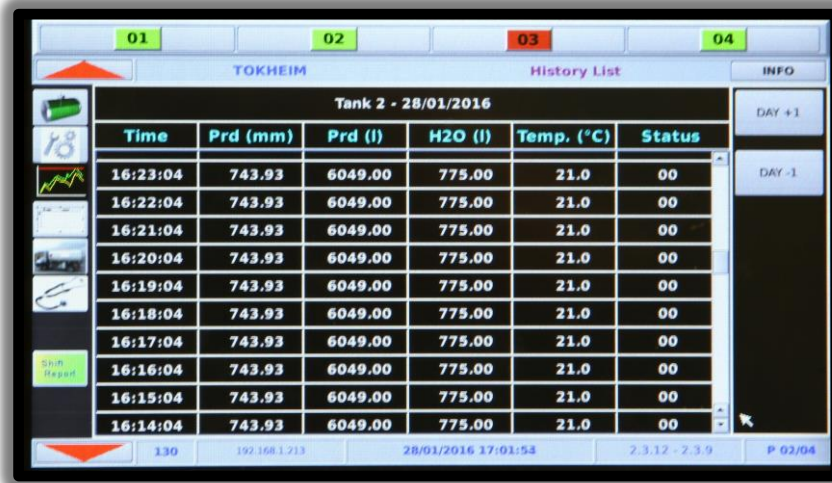 01 02 03 04
TOKHEIM History List INFO
Tank 2 - 28/01/2016
DAY +1
Time Prd (mm) Prd (l) H2O (l) Temp. (°C) Status
16:23:04 743.93 6049.00 775.00 21.0 00
DAY -1
16:22:04 743.93 6049.00 775.00 21.0 00
16:21:04 743.93 6049.00 775.00 21.0 00
16:20:04 743.93 6049.00 775.00 21.0 00
16:19:04 743.93 6049.00 775.00 21.0 00
16:18:04 743.93 6049.00 775.00 21.0 00
16:17:04 743.93 6049.00 775.00 21.0 00
Shift
Report
16:16:04 743.93 6049.00 775.00 21.0 00
16:15:04 743.93 6049.00 775.00 21.0 00
16:14:04 743.93 6049.00 775.00 21.0 00
130 192.168.1.213 28/01/2016 17:01:53 2.3.12 - 2.3.9 P 02/04